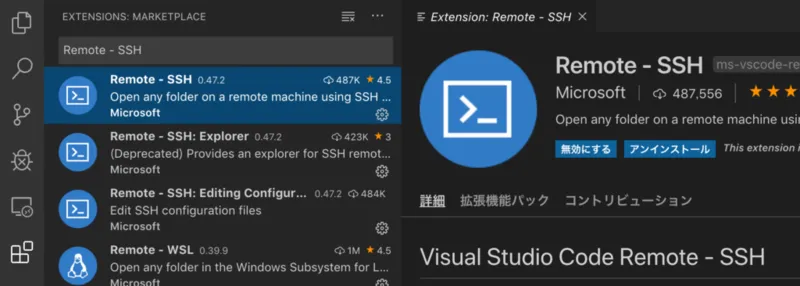 EXTENSIONS: MARKETPLACE
Remote - SSH
Remote - SSH 0.47.2 487K ★ 4.5
Open any folder on a remote machine using SSH ...
Microsoft
Remote - SSH: Explorer 0.47.2 423K ★ 3
(Deprecated) Provides an explorer for SSH remot...
Microsoft
Remote - SSH: Editing Configur... 0.47.2 484K
Edit SSH configuration files
Microsoft
Remote - WSL 0.39.9 1M ★ 4.5
Open any folder in the Windows Subsystem for L...
Microsoft
Extension: Remote - SSH
Remote - SSH ms-vscode-re
Microsoft 487,556 ★★★
Open any folder on a remote machine usin
無効にする アンインストール This extension i
詳細 拡張機能パック コントリビューション
Visual Studio Code Remote - SSH